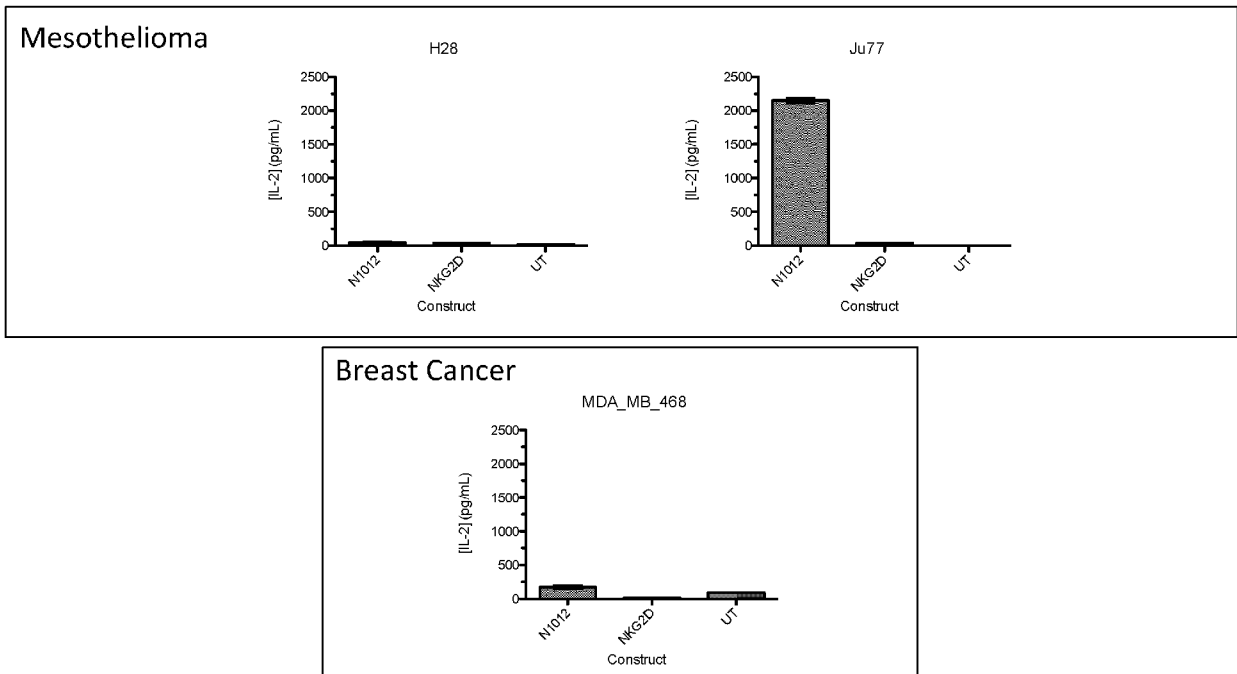 Mesothelioma
H28
[IL-2] (pg/mL)
2500
2000
1500
1000
500
0
N1012
NKG2D
UT
Construct
Ju77
[IL-2] (pg/mL)
2500
2000
1500
1000
500
0
N1012
NKG2D
UT
Construct
Breast Cancer
MDA_MB_468
[IL-2] (pg/mL)
2500
2000
1500
1000
500
0
N1012
NKG2D
UT
Construct